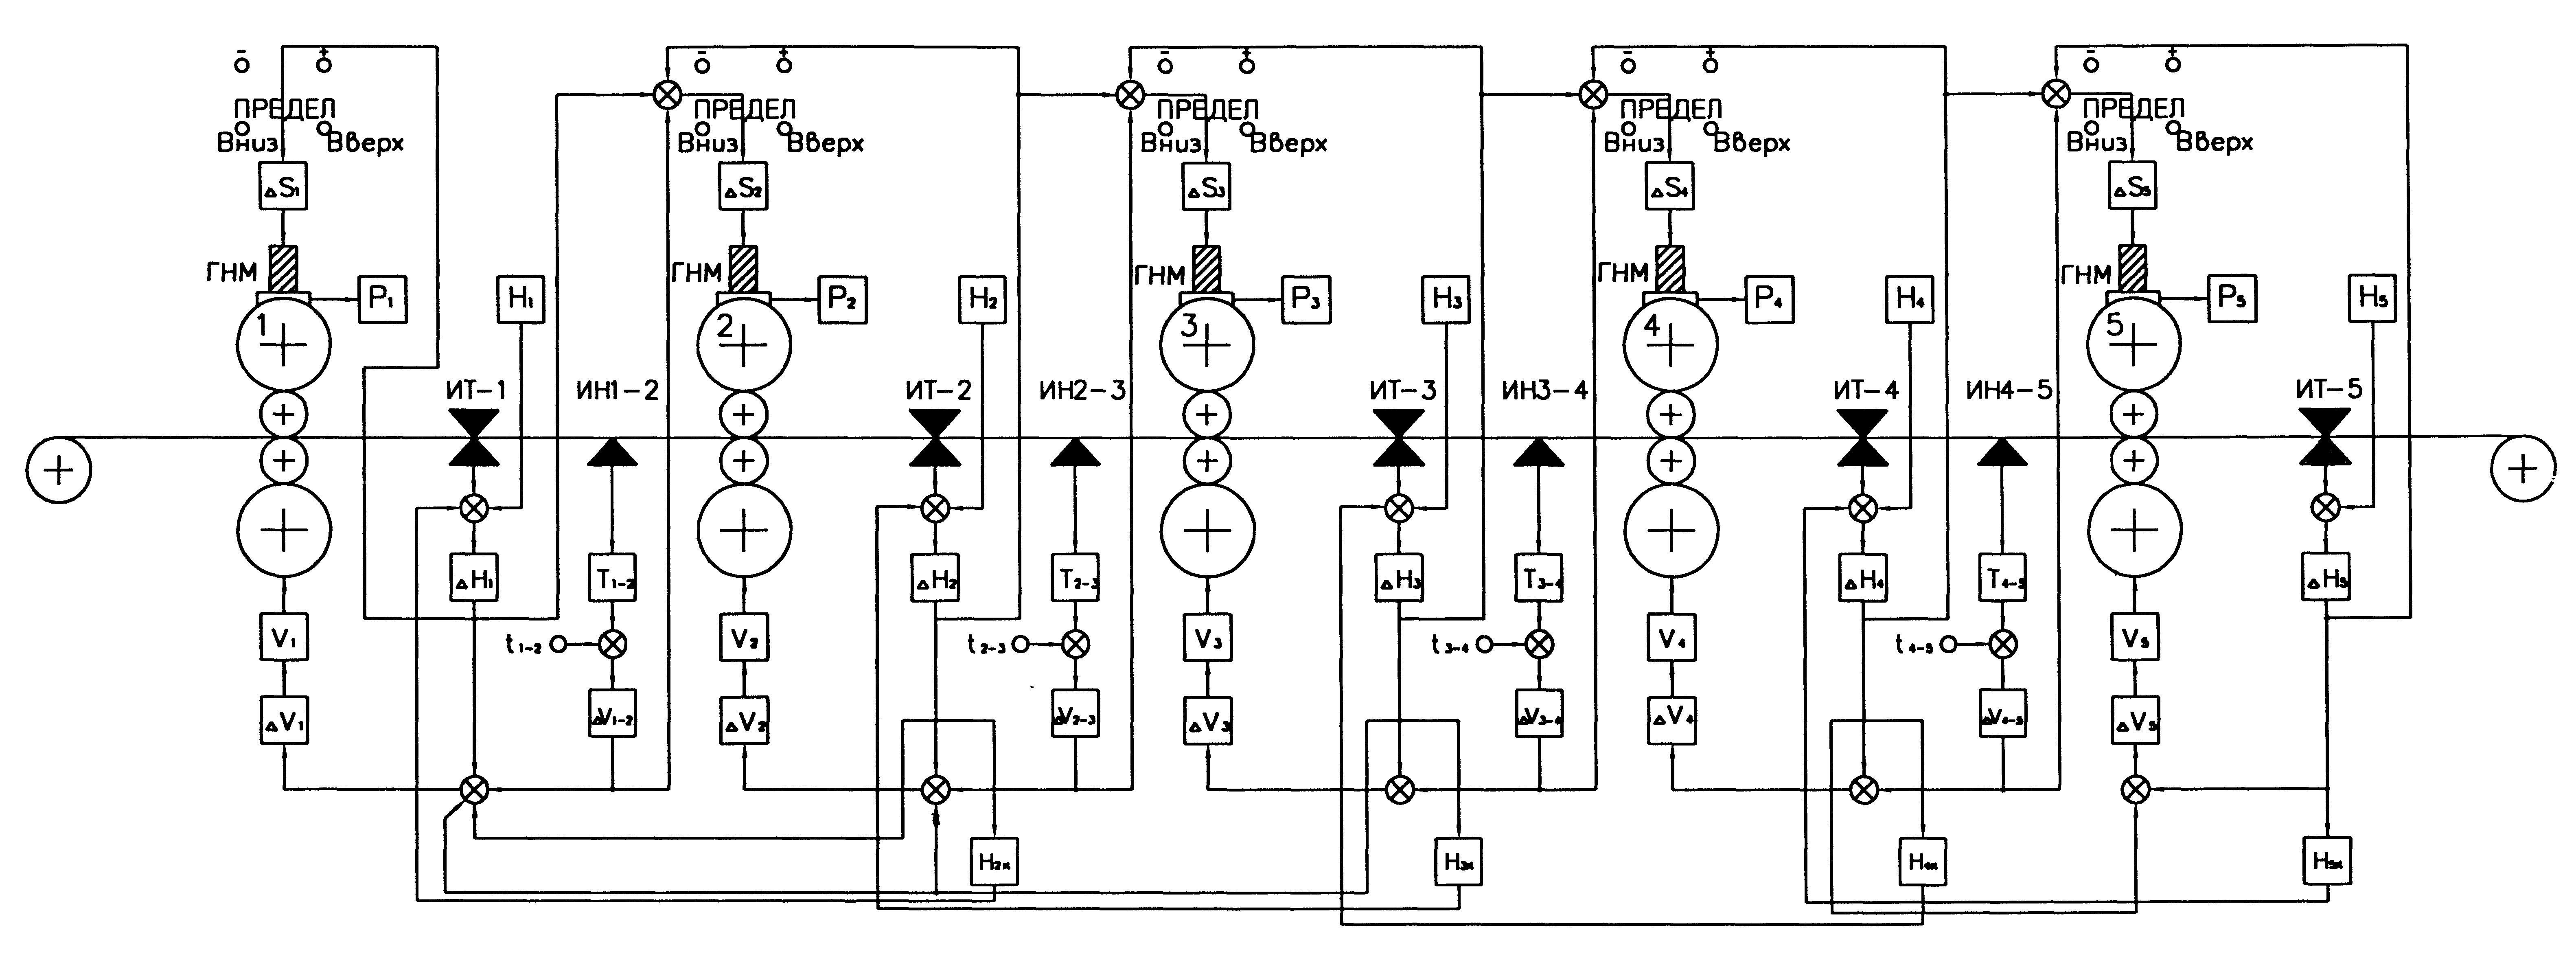 - + - + - + - + - +
ПРЕДЕЛ ПРЕДЕЛ ПРЕДЕЛ ПРЕДЕЛ ПРЕДЕЛ
Вниз Вверх Вниз Вверх Вниз Вверх Вниз Вверх Вниз Вверх
ΔS1 ΔS2 ΔS3 ΔS4 ΔS5
ГНМ ГНМ ГНМ ГНМ ГНМ
P1 H1 P2 H2 P3 H3 P4 H4 P5 H5
1 2 3 4 5
ИТ-1 ИН1-2 ИТ-2 ИН2-3 ИТ-3 ИН3-4 ИТ-4 ИН4-5 ИТ-5
ΔH1 T1-2 ΔH2 T2-3 ΔH3 T3-4 ΔH4 T4-5 ΔH5
V1 t1-2 V2 t2-3 V3 t3-4 V4 t4-5 V5
ΔV1 ΔV1-2 ΔV2 ΔV2-3 ΔV3 ΔV3-4 ΔV4 ΔV4-5 ΔV5
H2к H3к H4к H5к